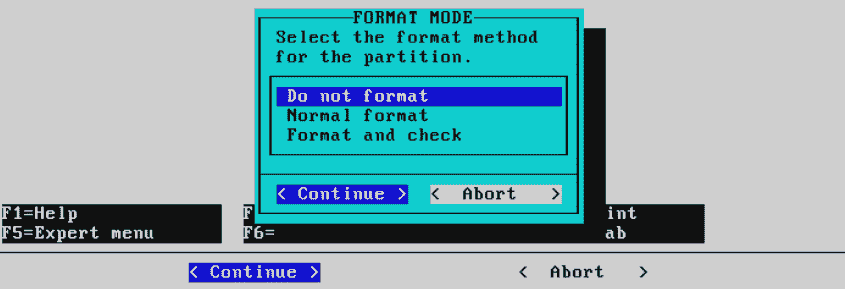 FORMAT MODE
Select the format method
for the partition.
Do not format
Normal format
Format and check
< Continue > < Abort >
F1=Help F int
F5=Expert menu F6= ab
< Continue > < Abort >